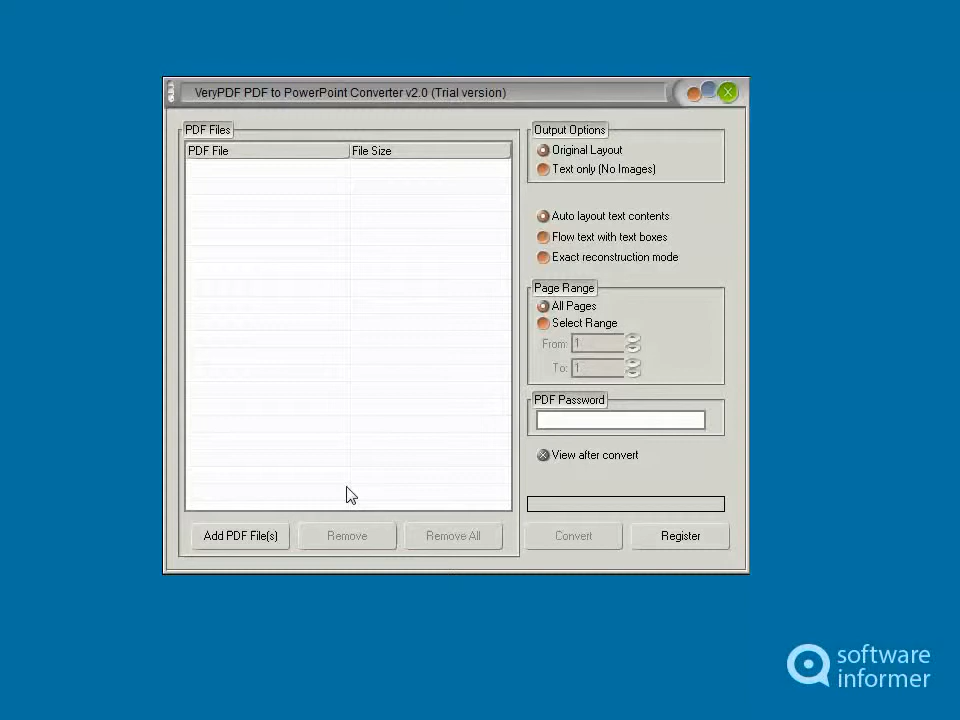 VeryPDF PDF to PowerPoint Converter v2.0 (Trial version)
PDF Files
PDF File File Size
Add PDF File(s) Remove Remove All
Output Options
Original Layout
Text only (No Images)
Auto layout text contents
Flow text with text boxes
Exact reconstruction mode
Page Range
All Pages
Select Range
From: 1
To: 1
PDF Password
View after convert
Convert Register
software
informer